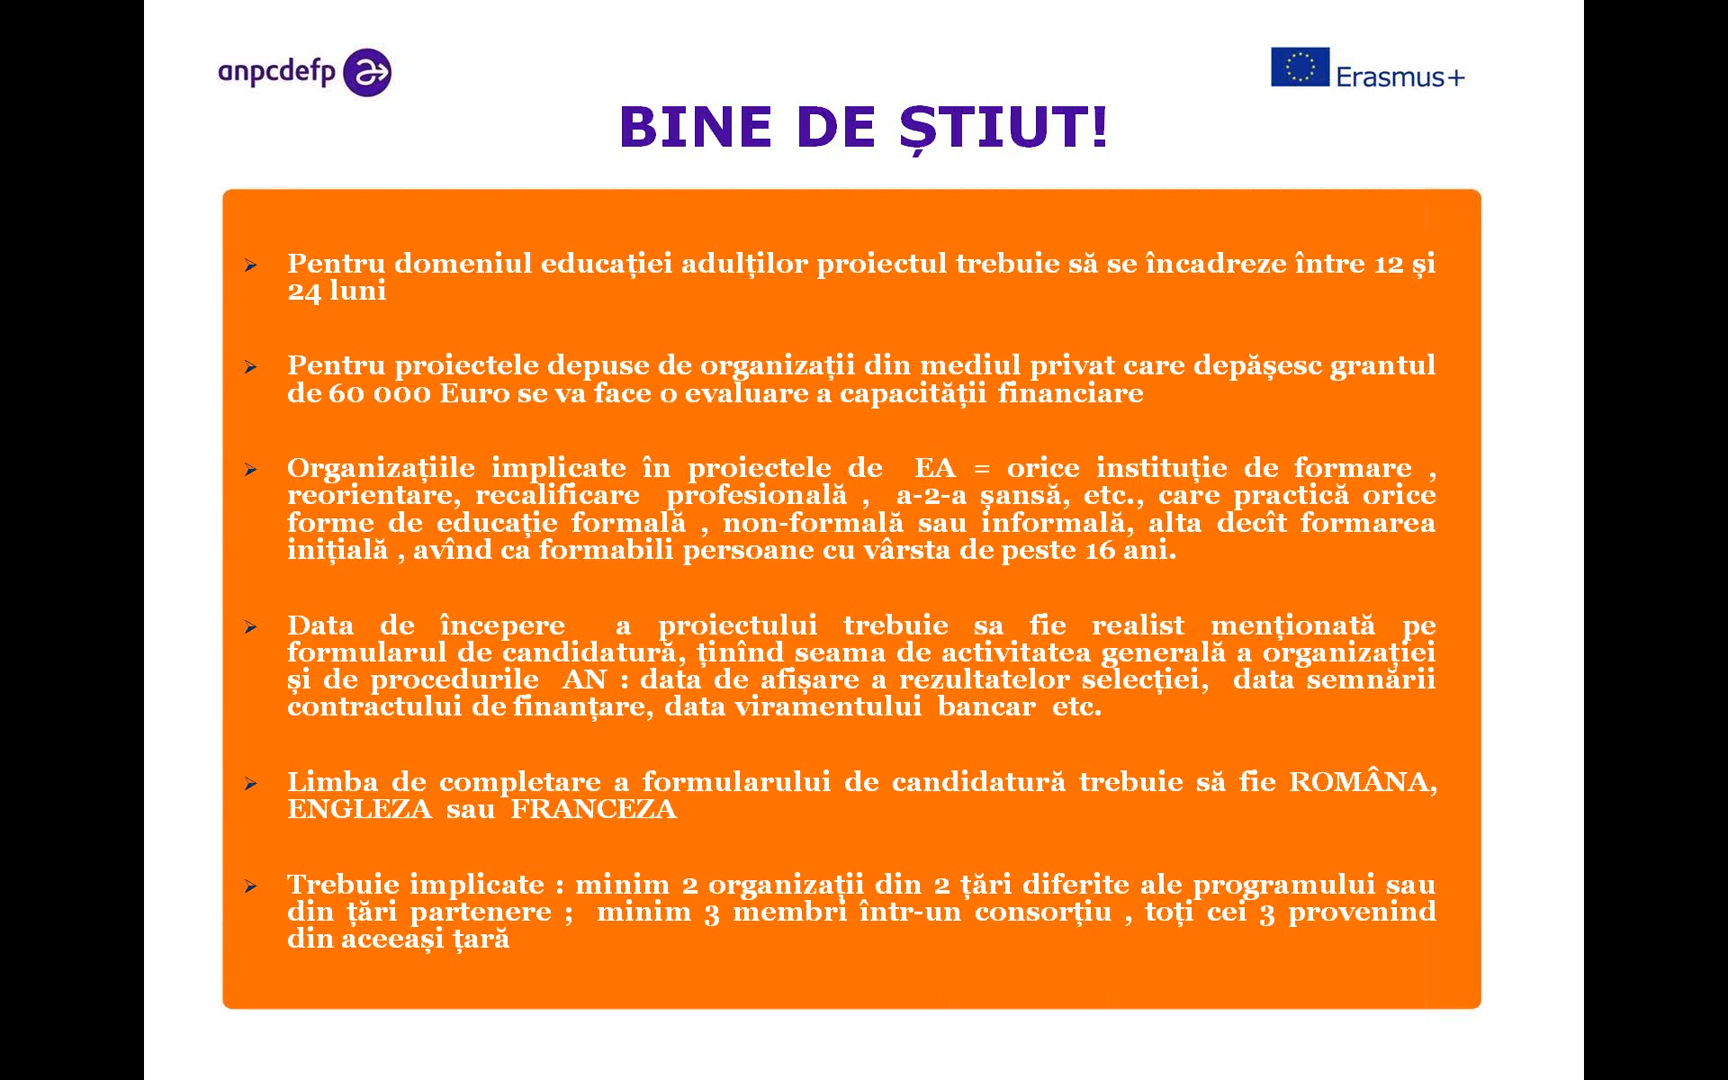 anpcdefp
Erasmus+
BINE DE ȘTIUT!
Pentru domeniul educației adulților proiectul trebuie să se încadreze între 12 și
24 luni
Pentru proiectele depuse de organizații din mediul privat care depășesc grantul
de 60 000 Euro se va face o evaluare a capacității financiare
Organizațiile implicate în proiectele de EA = orice instituție de formare ,
reorientare, recalificare profesională , a-2-a șansă, etc., care practică orice
forme de educație formală , non-formală sau informală, alta decît formarea
inițială , avînd ca formabili persoane cu vârsta de peste 16 ani.
Data de începere a proiectului trebuie sa fie realist menționată pe
formularul de candidatură, ținînd seama de activitatea generală a organizației
și de procedurile AN : data de afișare a rezultatelor selecției, data semnării
contractului de finanțare, data viramentului bancar etc.
Limba de completare a formularului de candidatură trebuie să fie ROMÂNA,
ENGLEZA sau FRANCEZA
Trebuie implicate : minim 2 organizații din 2 țări diferite ale programului sau
din țări partenere ; minim 3 membri într-un consorțiu , toți cei 3 provenind
din aceeași țară